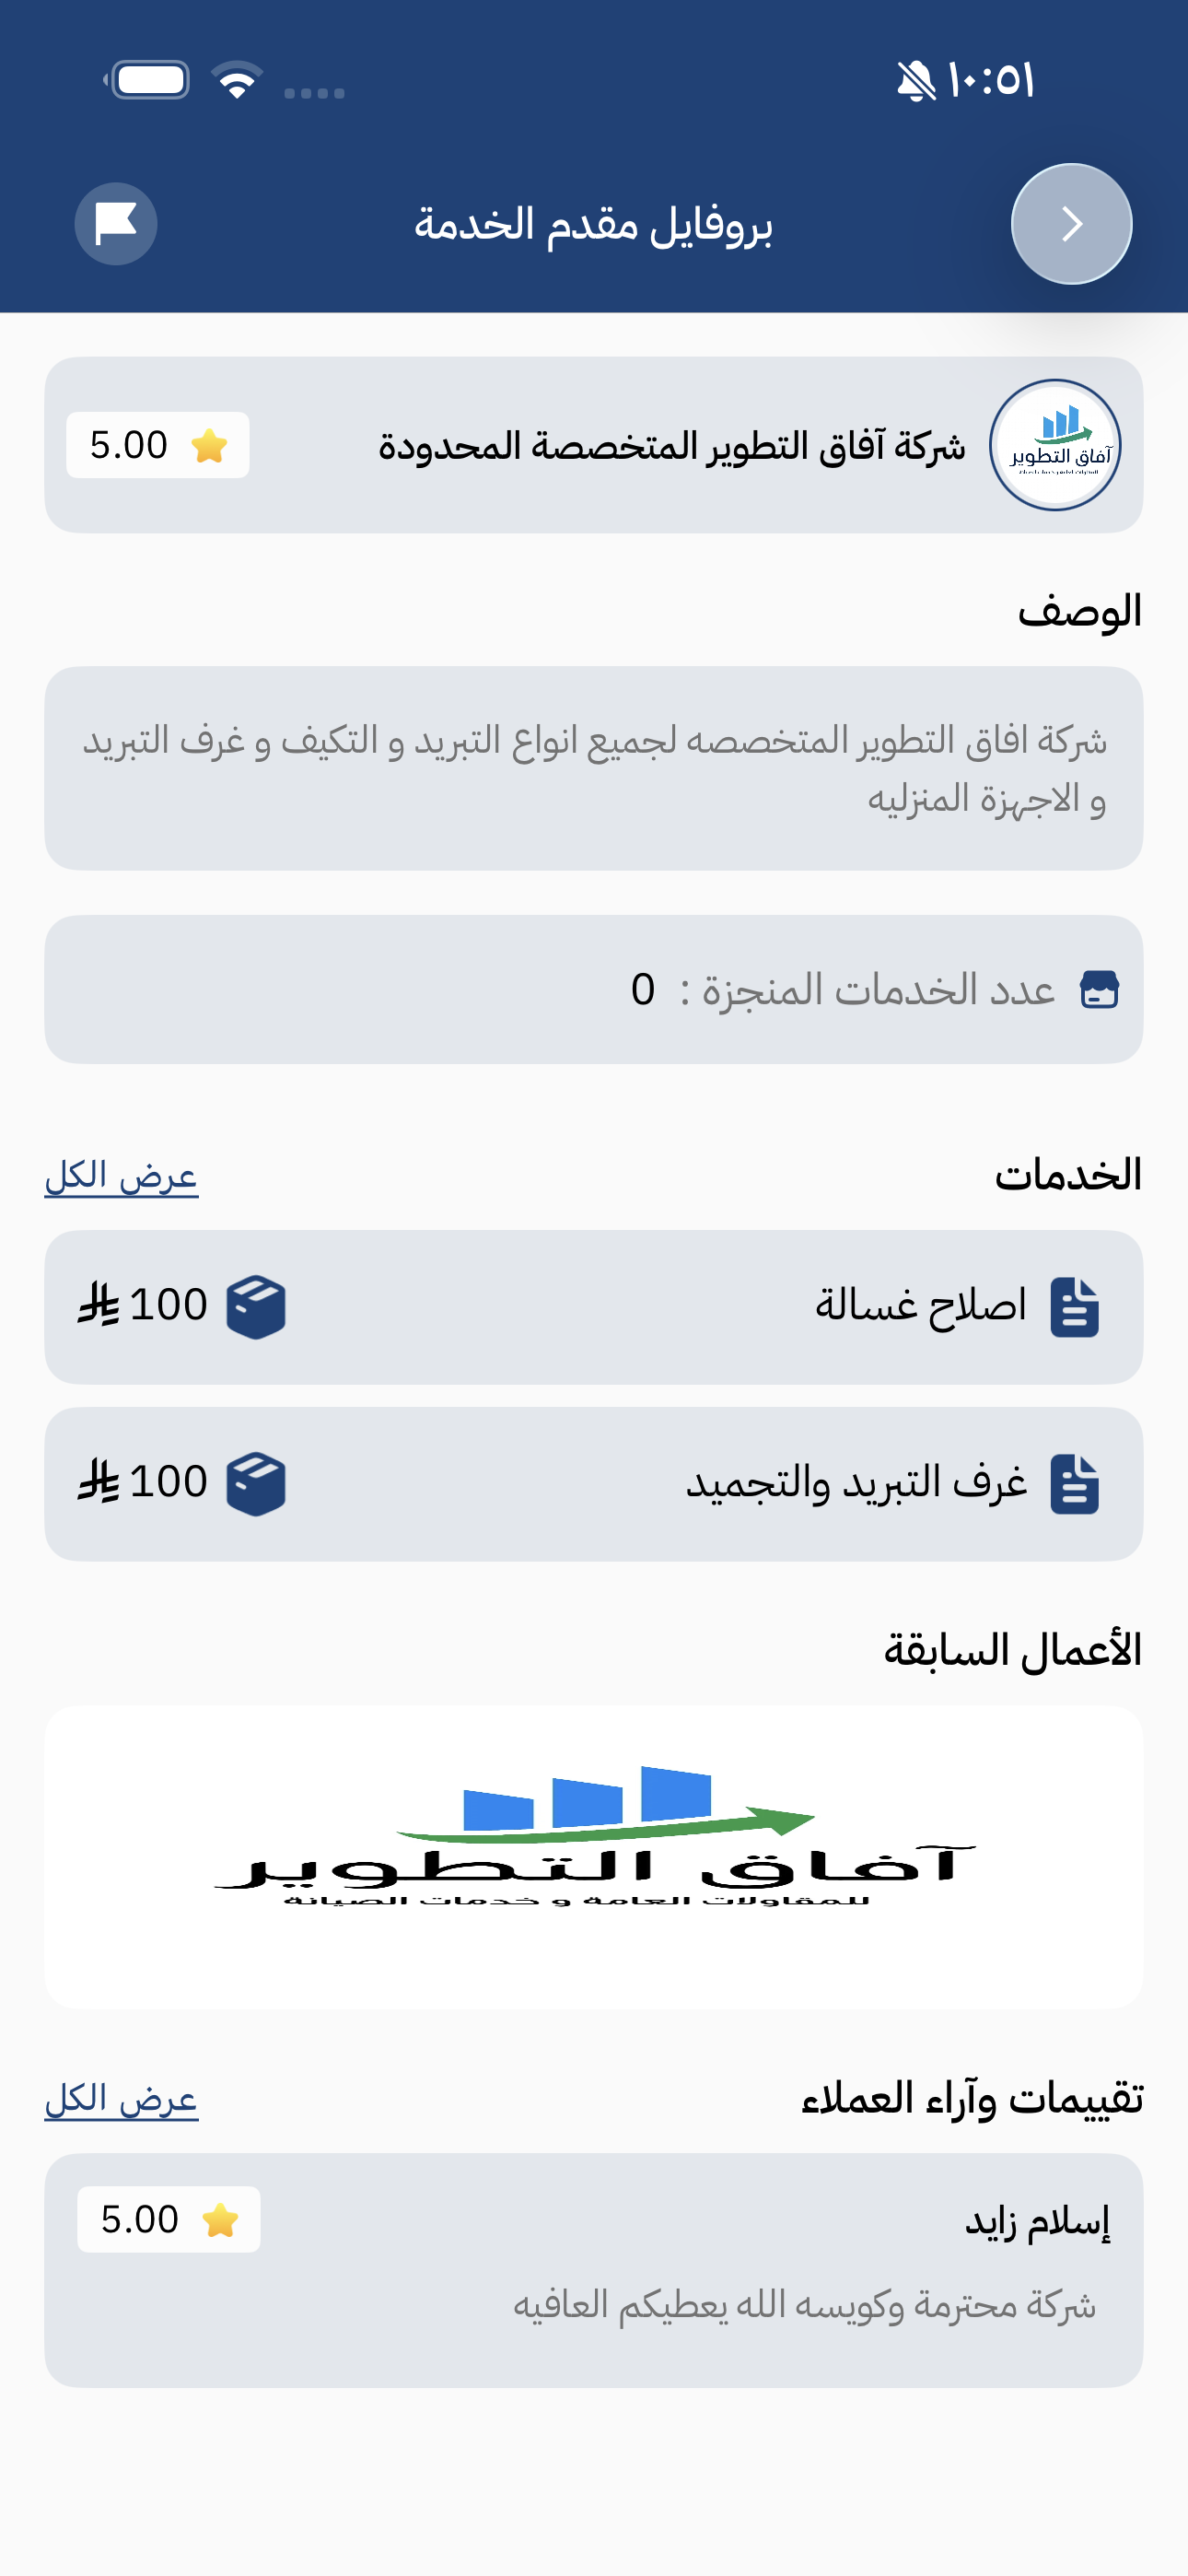 ١٠:٥١
بروفايل مقدم الخدمة
آفاق التطوير
شركة آفاق التطوير المتخصصة المحدودة
5.00
الوصف
شركة افاق التطوير المتخصصه لجميع انواع التبريد و التكيف و غرف التبريد
و الاجهزة المنزليه
عدد الخدمات المنجزة : 0
الخدمات
عرض الكل
اصلاح غسالة
100
غرف التبريد والتجميد
100
الأعمال السابقة
آفاق التطوير
للمقاولات العامة و خدمات الصيانة
تقييمات وآراء العملاء
عرض الكل
إسلام زايد
5.00
شركة محترمة وكويسه الله يعطيكم العافيه